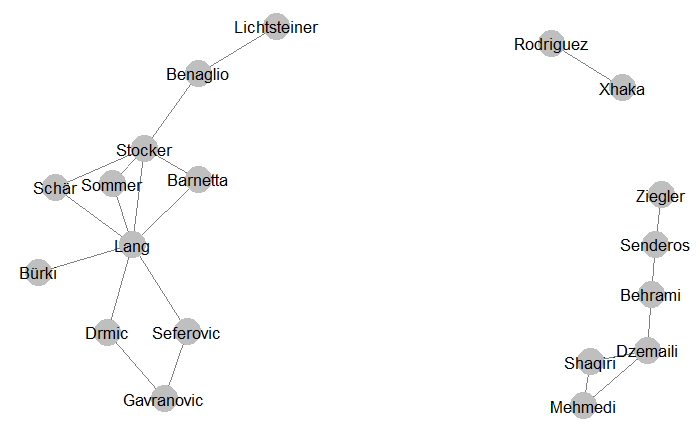 Lichtsteiner
Rodriguez
Benaglio
Xhaka
Stocker
Schär
Sommer
Barnetta
Ziegler
Lang
Senderos
Bürki
Behrami
Drmic
Seferovic
Dzemaili
Shaqiri
Gavranovic
Mehmedi